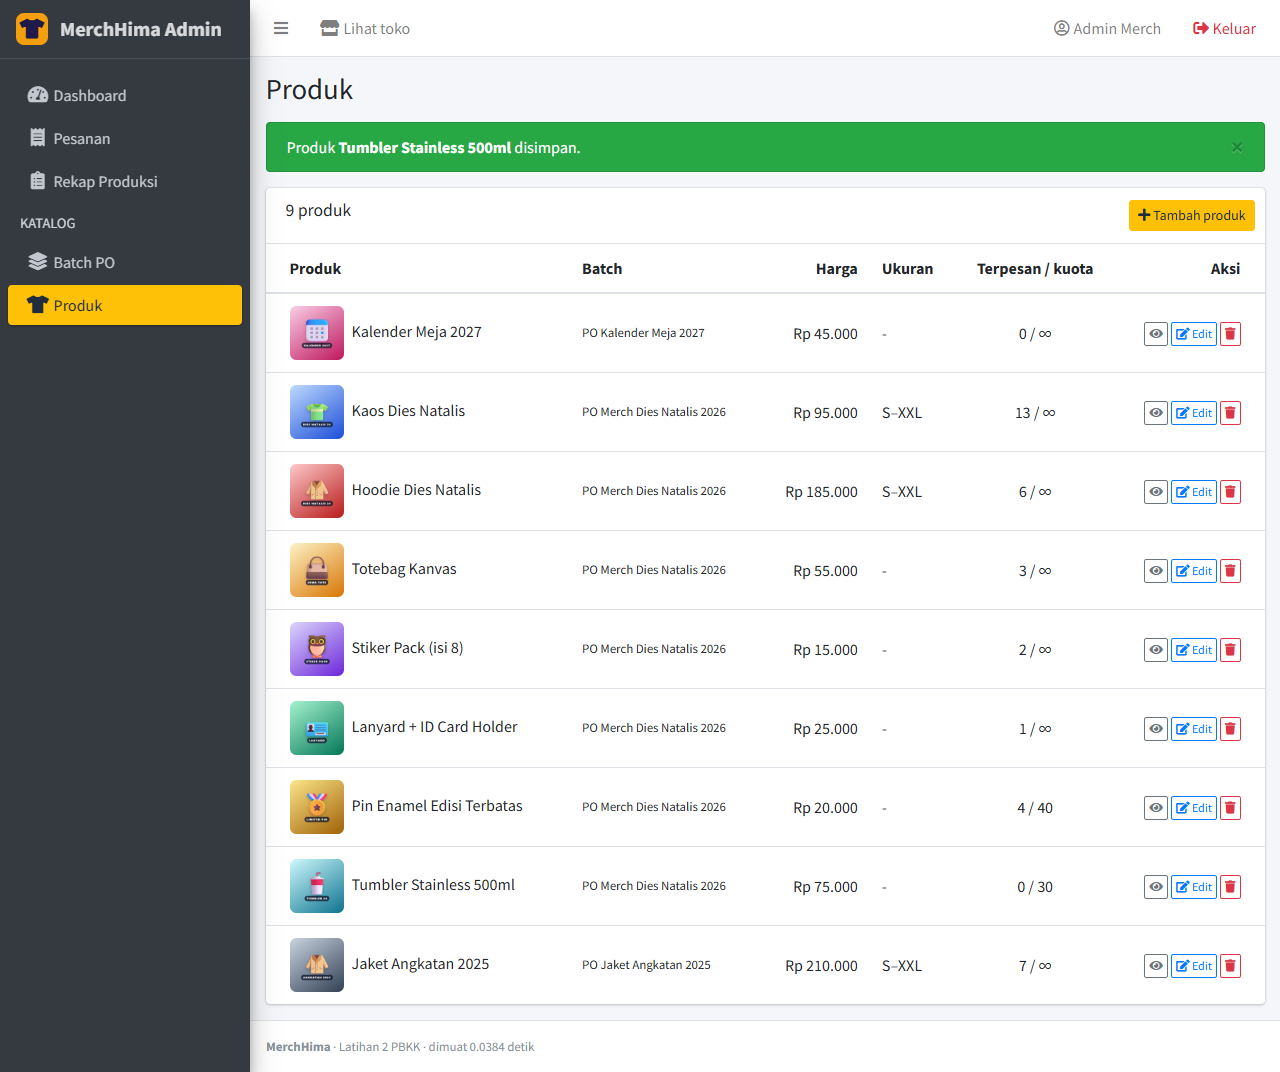 MerchHima Admin
Lihat toko
Admin Merch
Keluar
Dashboard
Pesanan
Rekap Produksi
KATALOG
Batch PO
Produk
Produk
Produk Tumbler Stainless 500ml disimpan.
×
9 produk
Tambah produk
Produk Batch Harga Ukuran Terpesan / kuota Aksi
Kalender Meja 2027 PO Kalender Meja 2027 Rp 45.000 - 0 / ∞ Edit
Kaos Dies Natalis PO Merch Dies Natalis 2026 Rp 95.000 S–XXL 13 / ∞ Edit
Hoodie Dies Natalis PO Merch Dies Natalis 2026 Rp 185.000 S–XXL 6 / ∞ Edit
Totebag Kanvas PO Merch Dies Natalis 2026 Rp 55.000 - 3 / ∞ Edit
Stiker Pack (isi 8) PO Merch Dies Natalis 2026 Rp 15.000 - 2 / ∞ Edit
Lanyard + ID Card Holder PO Merch Dies Natalis 2026 Rp 25.000 - 1 / ∞ Edit
Pin Enamel Edisi Terbatas PO Merch Dies Natalis 2026 Rp 20.000 - 4 / 40 Edit
Tumbler Stainless 500ml PO Merch Dies Natalis 2026 Rp 75.000 - 0 / 30 Edit
Jaket Angkatan 2025 PO Jaket Angkatan 2025 Rp 210.000 S–XXL 7 / ∞ Edit
MerchHima · Latihan 2 PBKK · dimuat 0.0384 detik